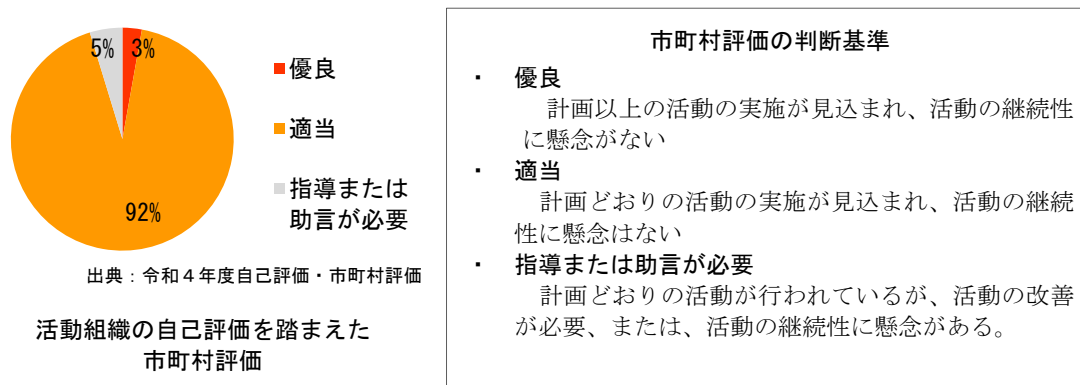 5%
3%
92%
優良
適当
指導または
助言が必要
出典：令和４年度自己評価・市町村評価
活動組織の自己評価を踏まえた
市町村評価
市町村評価の判断基準
・ 優良
計画以上の活動の実施が見込まれ、活動の継続性
に懸念がない
・ 適当
計画どおりの活動の実施が見込まれ、活動の継続
性に懸念はない
・ 指導または助言が必要
計画どおりの活動が行われているが、活動の改善
が必要、または、活動の継続性に懸念がある。